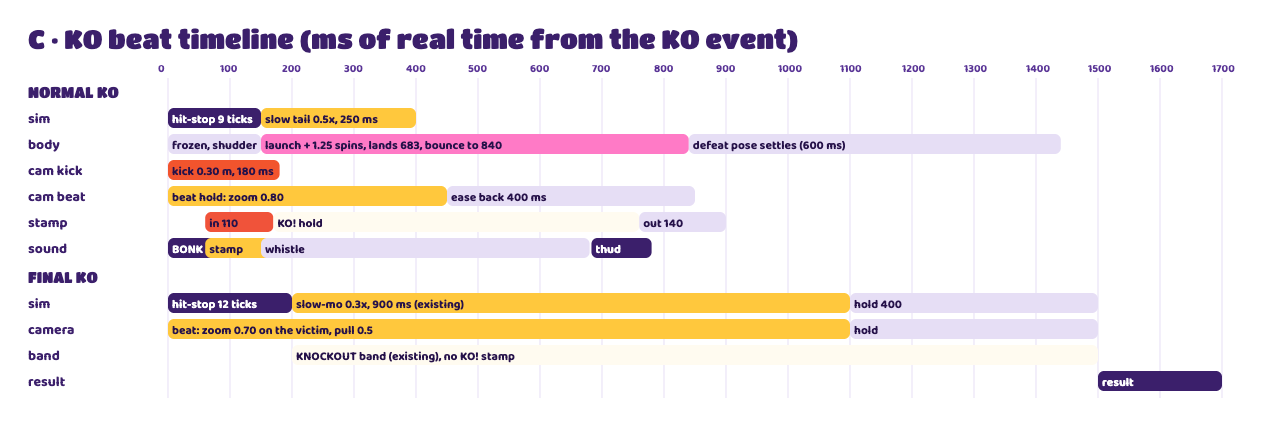 C · KO beat timeline (ms of real time from the KO event)
0 100 200 300 400 500 600 700 800 900 1000 1100 1200 1300 1400 1500 1600 1700
NORMAL KO
sim hit-stop 9 ticks slow tail 0.5x, 250 ms
body frozen, shudder launch + 1.25 spins, lands 683, bounce to 840 defeat pose settles (600 ms)
cam kick kick 0.30 m, 180 ms
cam beat beat hold: zoom 0.80 ease back 400 ms
stamp in 110 KO! hold out 140
sound BONK stamp whistle thud
FINAL KO
sim hit-stop 12 ticks slow-mo 0.3x, 900 ms (existing) hold 400
camera beat: zoom 0.70 on the victim, pull 0.5 hold
band KNOCKOUT band (existing), no KO! stamp
result result